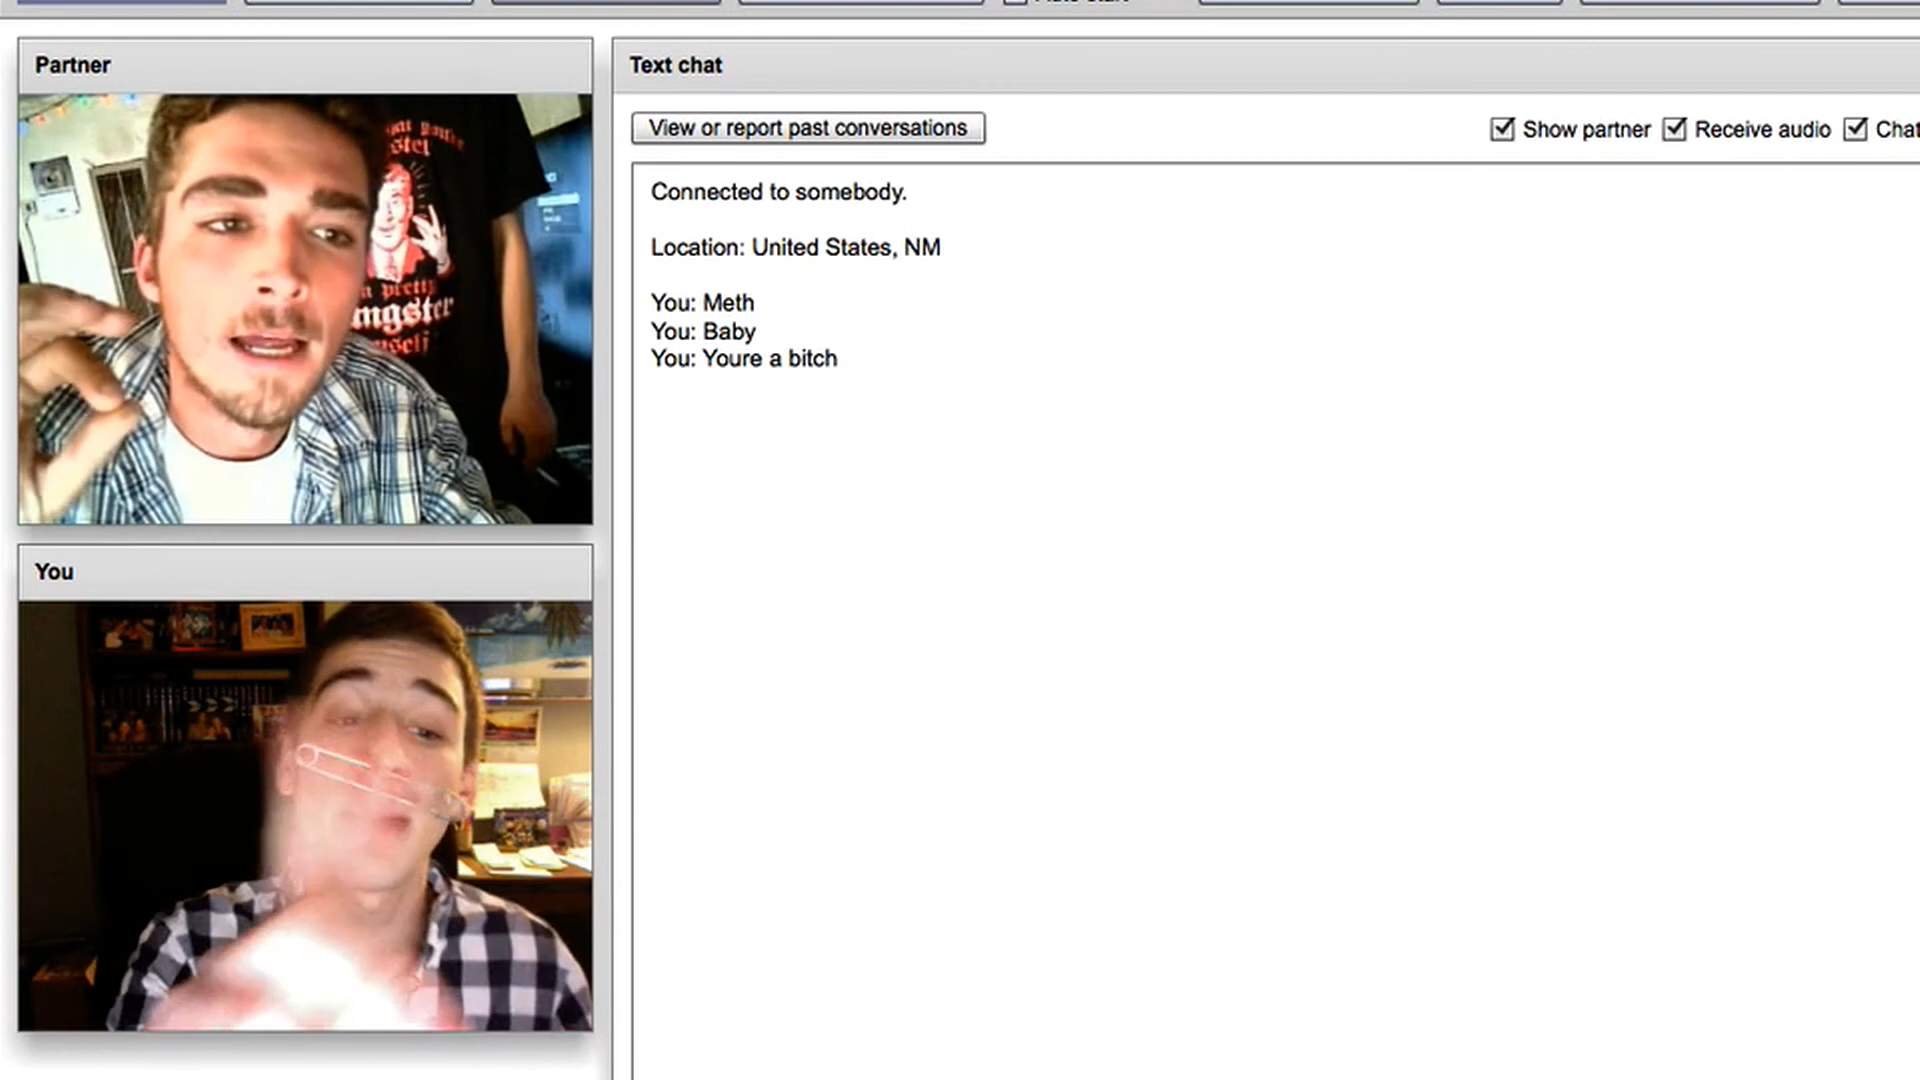 Partner
Text chat
View or report past conversations
Show partner
Receive audio
Chat
Connected to somebody.
Location: United States, NM
You: Meth
You: Baby
You: Youre a bitch
pretty
You